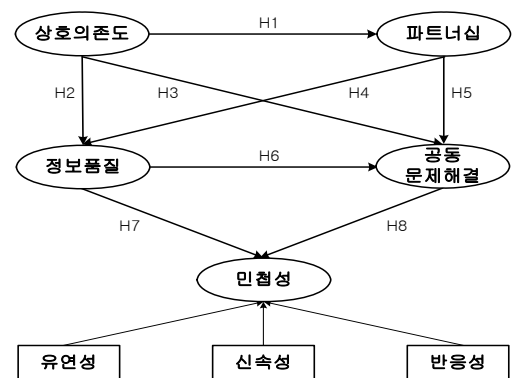 H1
상호의존도
파트너십
H2
H3
H4
H5
정보품질
H6
공동
문제해결
H7
H8
민첩성
유연성
신속성
반응성